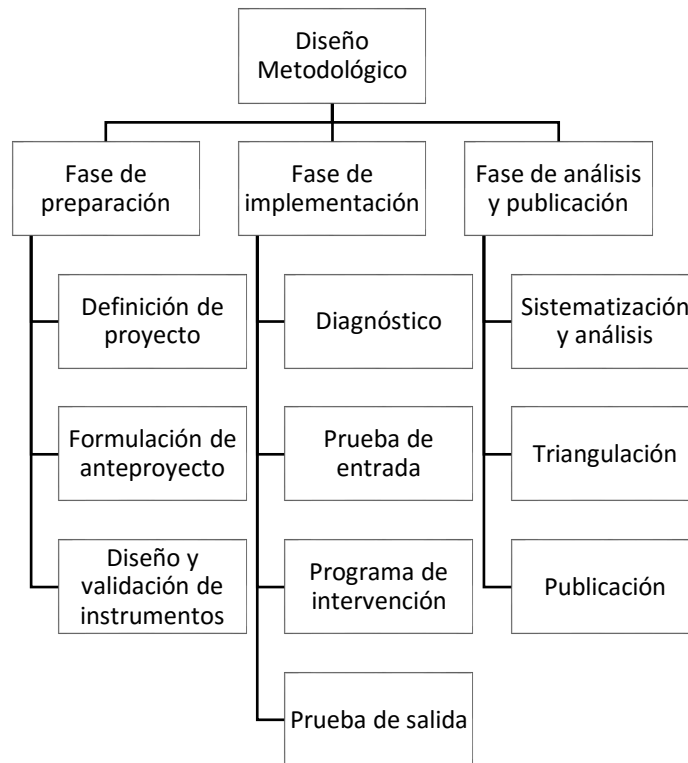 Diseño
Metodológico
Fase de
preparación
Definición de
proyecto
Formulación de
anteproyecto
Diseño y
validación de
instrumentos
Fase de
implementación
Diagnóstico
Prueba de
entrada
Programa de
intervención
Prueba de salida
Fase de análisis
y publicación
Sistematización
y análisis
Triangulación
Publicación